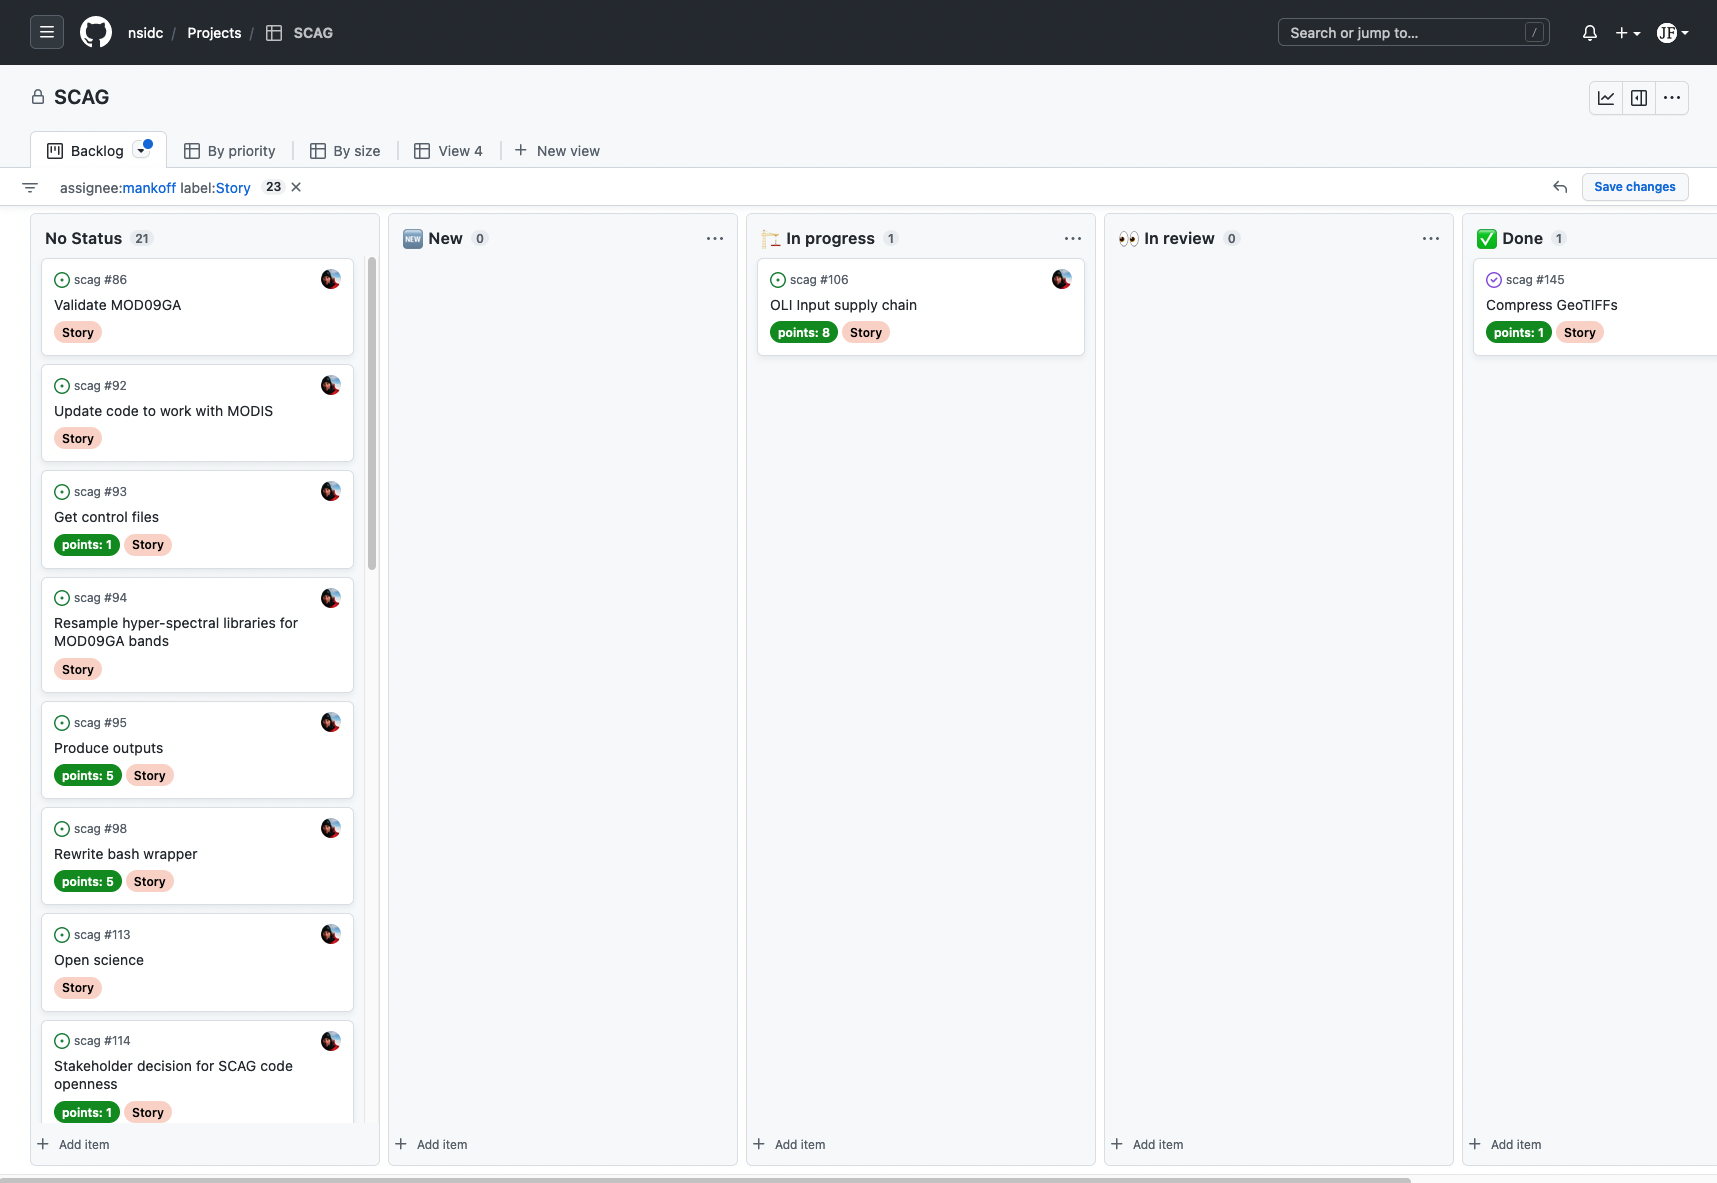 nsidc / Projects / SCAG
Search or jump to... /
JF
SCAG
Backlog
By priority
By size
View 4
New view
assignee:mankoff label:Story 23
Save changes
No Status 21
scag #86
Validate MOD09GA
Story
scag #92
Update code to work with MODIS
Story
scag #93
Get control files
points: 1 Story
scag #94
Resample hyper-spectral libraries for
MOD09GA bands
Story
scag #95
Produce outputs
points: 5 Story
scag #98
Rewrite bash wrapper
points: 5 Story
scag #113
Open science
Story
scag #114
Stakeholder decision for SCAG code
openness
points: 1 Story
Add item
NEW New 0
Add item
In progress 1
scag #106
OLI Input supply chain
points: 8 Story
Add item
In review 0
Add item
Done 1
scag #145
Compress GeoTIFFs
points: 1 Story
Add item